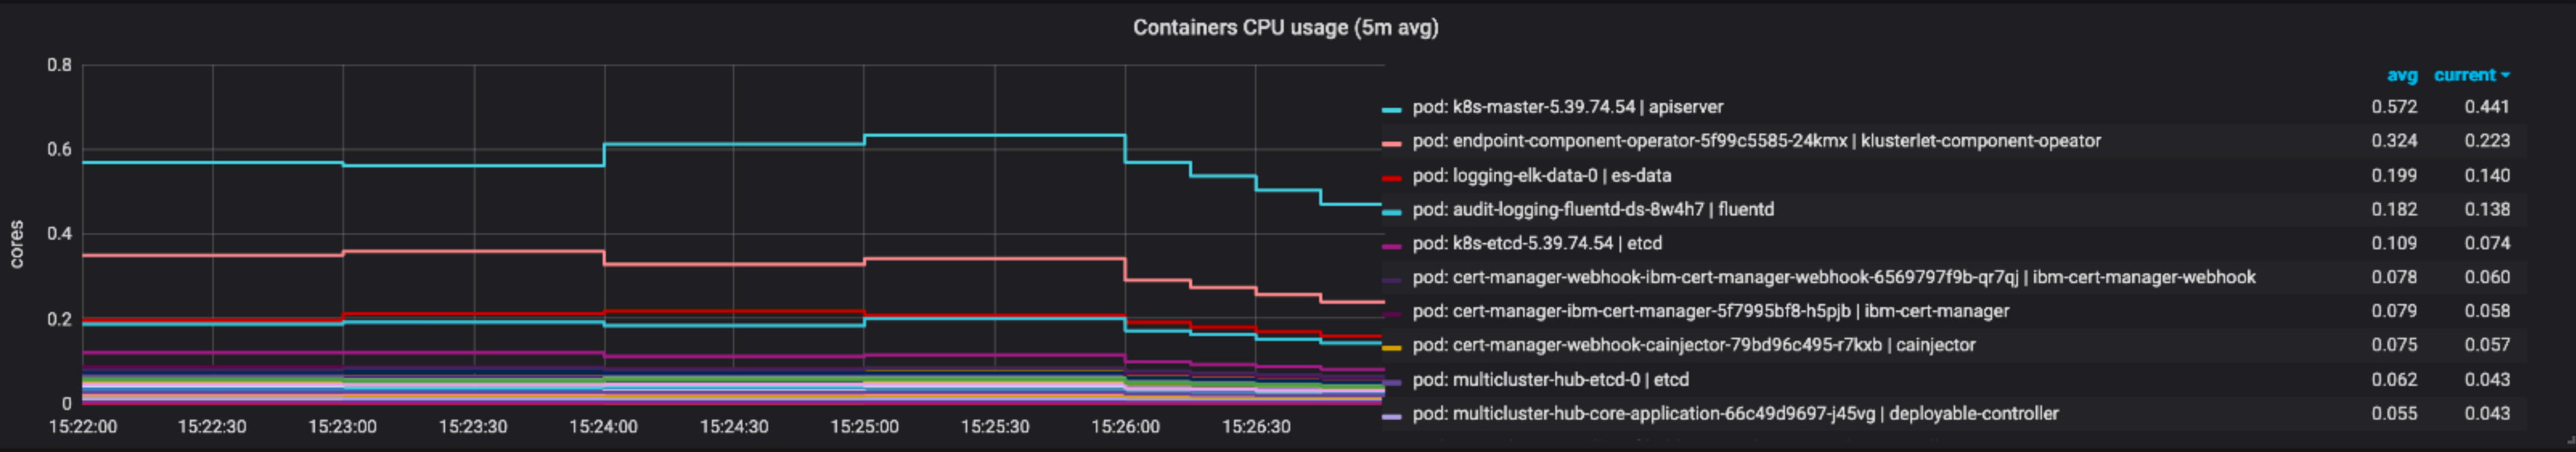 Containers CPU usage (5m avg)
cores
0.8
0.6
0.4
0.2
0
15:22:00 15:22:30 15:23:00 15:23:30 15:24:00 15:24:30 15:25:00 15:25:30 15:26:00 15:26:30
avg current
pod: k8s-master-5.39.74.54 | apiserver 0.572 0.441
pod: endpoint-component-operator-5f99c5585-24kmx | klusterlet-component-opeator 0.324 0.223
pod: logging-elk-data-0 | es-data 0.199 0.140
pod: audit-logging-fluentd-ds-8w4h7 | fluentd 0.182 0.138
pod: k8s-etcd-5.39.74.54 | etcd 0.109 0.074
pod: cert-manager-webhook-ibm-cert-manager-webhook-6569797f9b-qr7qj | ibm-cert-manager-webhook 0.078 0.060
pod: cert-manager-ibm-cert-manager-5f7995bf8-h5pjb | ibm-cert-manager 0.079 0.058
pod: cert-manager-webhook-cainjector-79bd96c495-r7kxb | cainjector 0.075 0.057
pod: multicluster-hub-etcd-0 | etcd 0.062 0.043
pod: multicluster-hub-core-application-66c49d9697-j45vg | deployable-controller 0.055 0.043